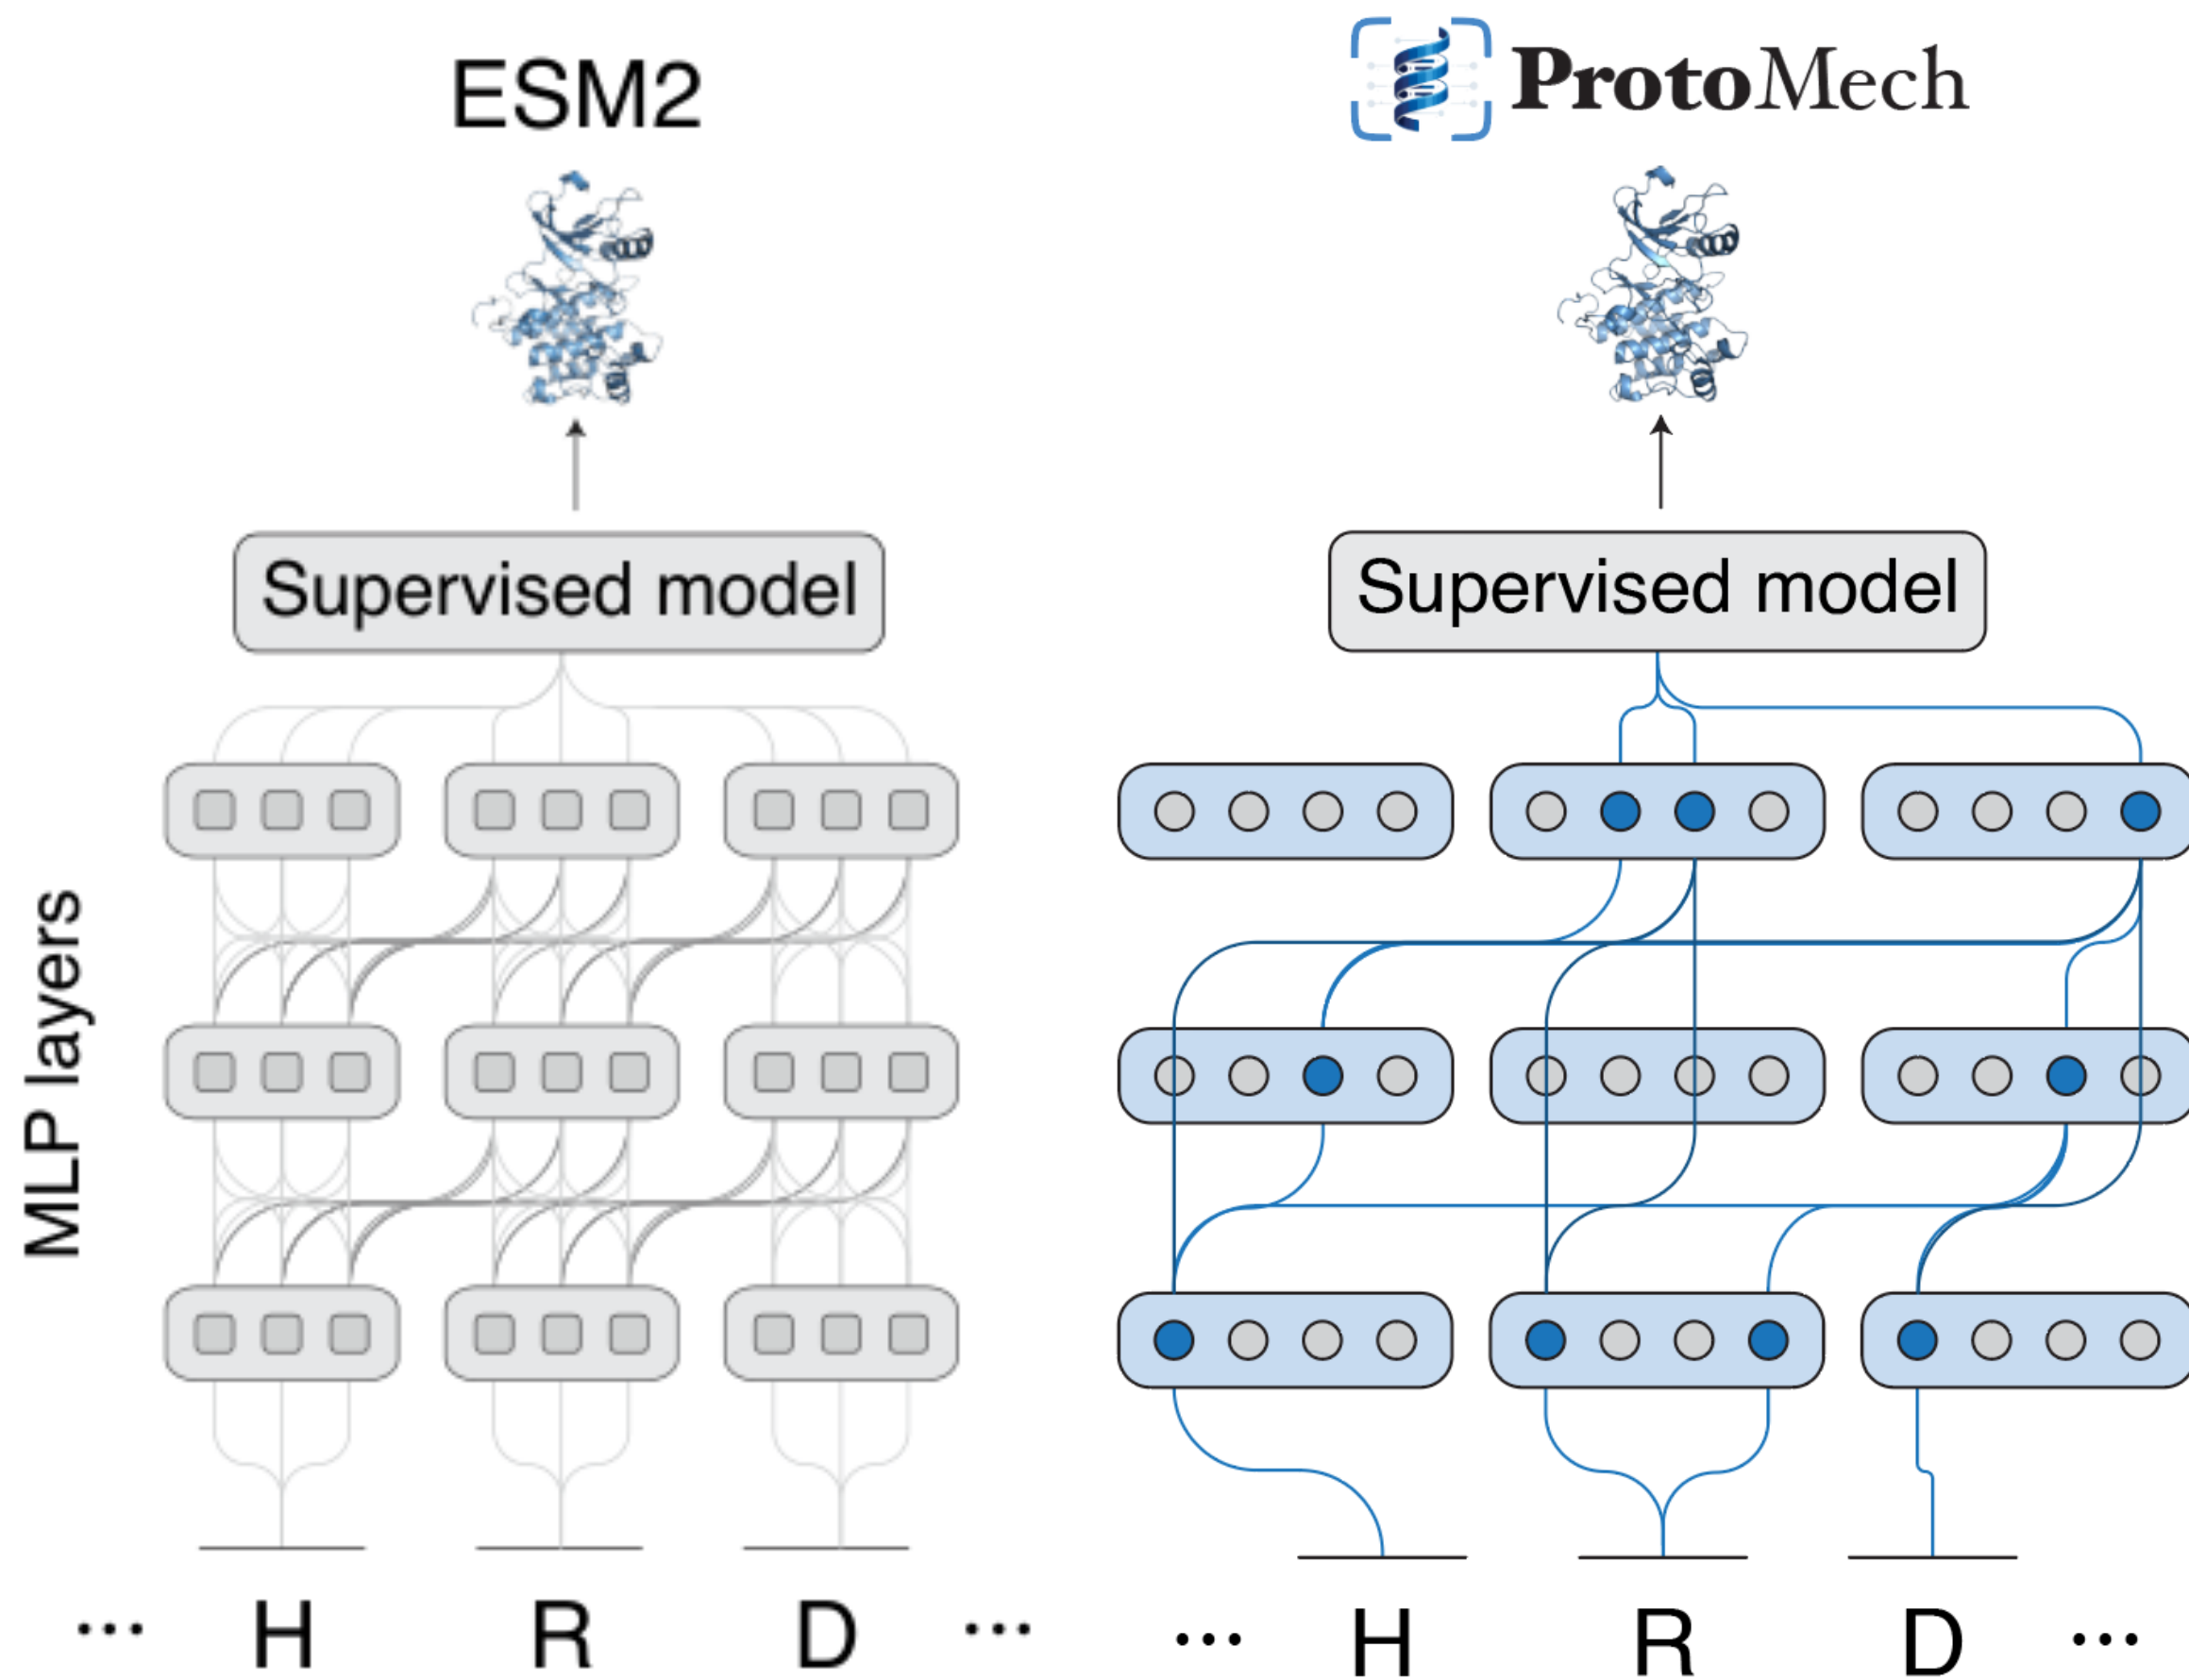 ESM2
ProtoMech
Supervised model
Supervised model
MLP layers
... H R D ...
... H R D ...